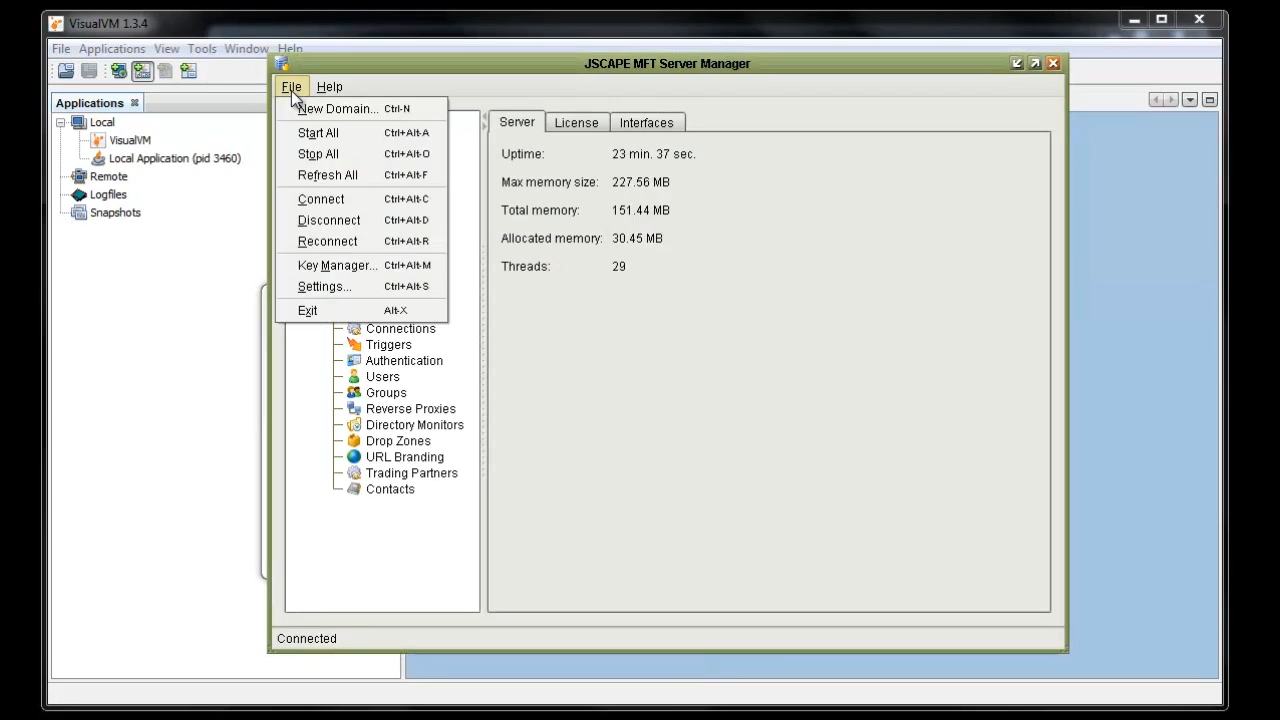 VisualVM 1.3.4
File Applications View Tools Window Help
JSCAPE MFT Server Manager
File Help
Applications
Local
VisualVM
Local Application (pid 3460)
Remote
Logfiles
Snapshots
New Domain... Ctrl-N
Start All Ctrl+Alt-A
Stop All Ctrl+Alt-O
Refresh All Ctrl+Alt-F
Connect Ctrl+Alt-C
Disconnect Ctrl+Alt-D
Reconnect Ctrl+Alt-R
Key Manager... Ctrl+Alt-M
Settings... Ctrl+Alt-S
Exit Alt-X
Connections
Triggers
Authentication
Users
Groups
Reverse Proxies
Directory Monitors
Drop Zones
URL Branding
Trading Partners
Contacts
Server License Interfaces
Uptime: 23 min. 37 sec.
Max memory size: 227.56 MB
Total memory: 151.44 MB
Allocated memory: 30.45 MB
Threads: 29
Connected